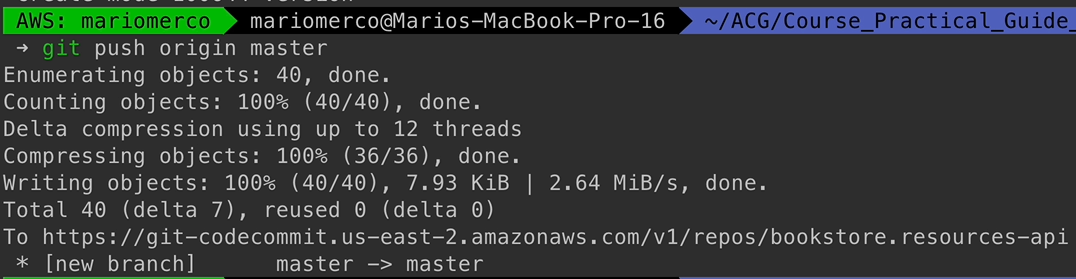 AWS: mariomerco mariomerco@Marios-MacBook-Pro-16 ~/ACG/Course_Practical_Guide_
→ git push origin master
Enumerating objects: 40, done.
Counting objects: 100% (40/40), done.
Delta compression using up to 12 threads
Compressing objects: 100% (36/36), done.
Writing objects: 100% (40/40), 7.93 KiB | 2.64 MiB/s, done.
Total 40 (delta 7), reused 0 (delta 0)
To https://git-codecommit.us-east-2.amazonaws.com/v1/repos/bookstore.resources-api
* [new branch]      master -> master